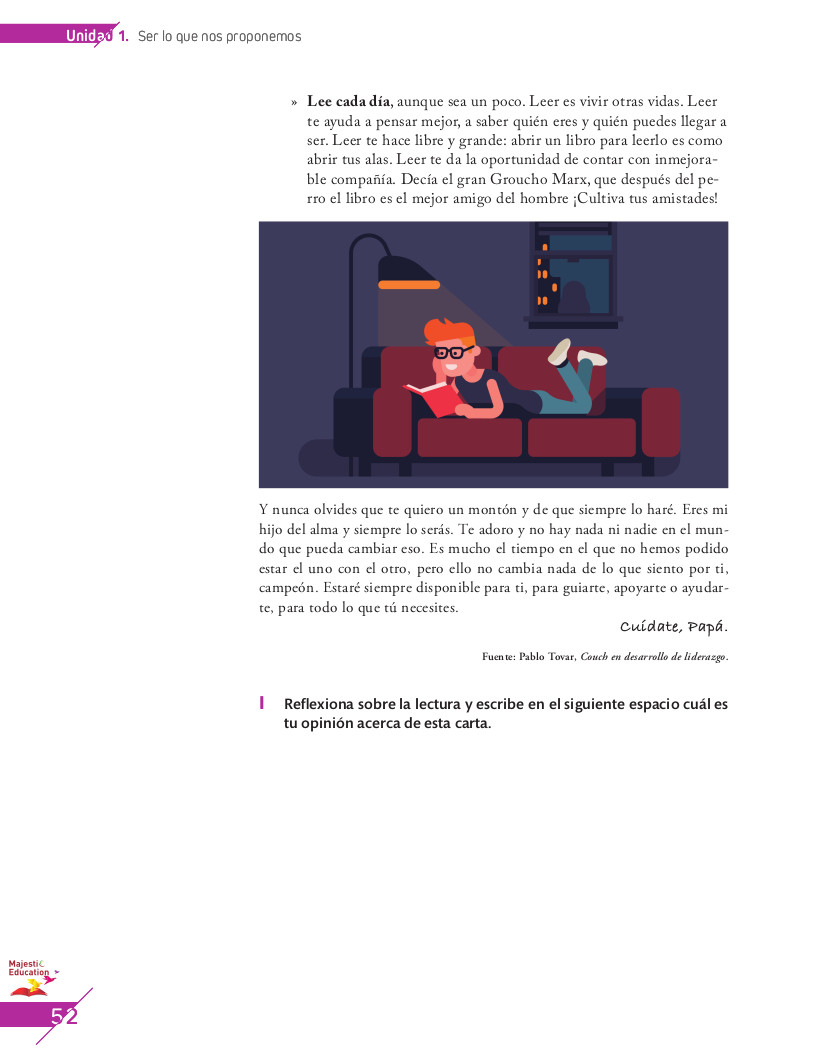 Unidad 1. Ser lo que nos proponemos
» Lee cada día, aunque sea un poco. Leer es vivir otras vidas. Leer
te ayuda a pensar mejor, a saber quién eres y quién puedes llegar a
ser. Leer te hace libre y grande: abrir un libro para leerlo es como
abrir tus alas. Leer te da la oportunidad de contar con inmejora-
ble compañía. Decía el gran Groucho Marx, que después del pe-
rro el libro es el mejor amigo del hombre ¡Cultiva tus amistades!
Y nunca olvides que te quiero un montón y de que siempre lo haré. Eres mi
hijo del alma y siempre lo serás. Te adoro y no hay nada ni nadie en el mun-
do que pueda cambiar eso. Es mucho el tiempo en el que no hemos podido
estar el uno con el otro, pero ello no cambia nada de lo que siento por ti,
campeón. Estaré siempre disponible para ti, para guiarte, apoyarte o ayudar-
te, para todo lo que tú necesites.
Cuídate, Papá.
Fuente: Pablo Tovar, Couch en desarrollo de liderazgo.
I Reflexiona sobre la lectura y escribe en el siguiente espacio cuál es
tu opinión acerca de esta carta.
Majestic
Education
52